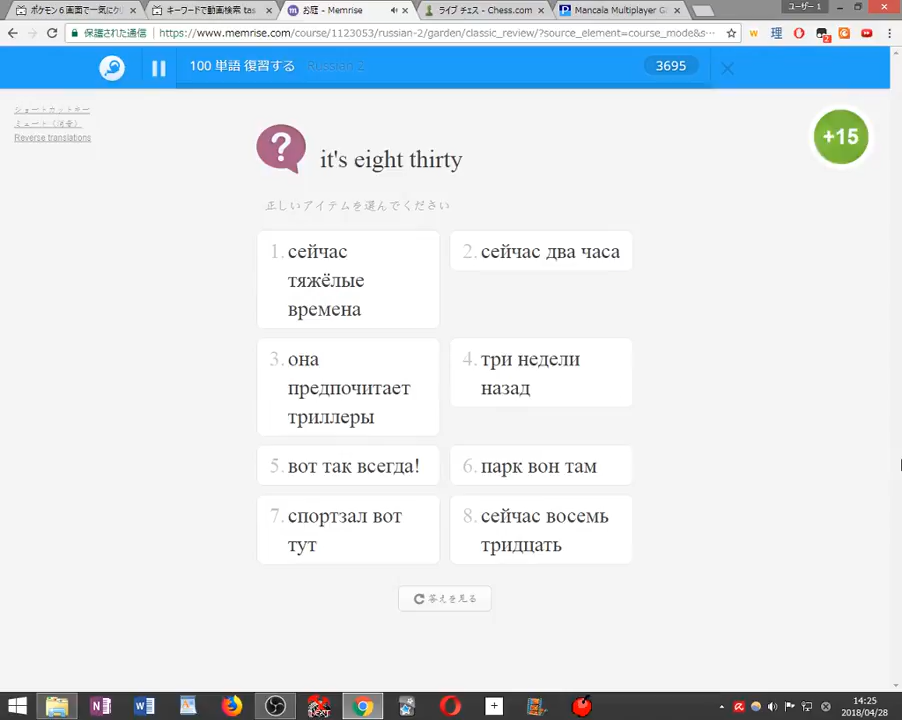 ポケモン６画面で一気にク
キーワードで動画検索 tas
お庭 - Memrise
ライブ チェス - Chess.com
Mancala Multiplayer G
ユーザー 1
保護された通信
https://www.memrise.com/course/1123053/russian-2/garden/classic_review/?source_element=course_mode&s...
100 単語 復習する
Russian 2
3695
ショートカットキー
ミュート（消音）
Reverse translations
+15
?
it's eight thirty
正しいアイテムを選んでください
1. сейчас
тяжёлые
времена
2. сейчас два часа
3. она
предпочитает
триллеры
4. три недели
назад
5. вот так всегда!
6. парк вон там
7. спортзал вот
тут
8. сейчас восемь
тридцать
答えを見る
14:25
2018/04/28